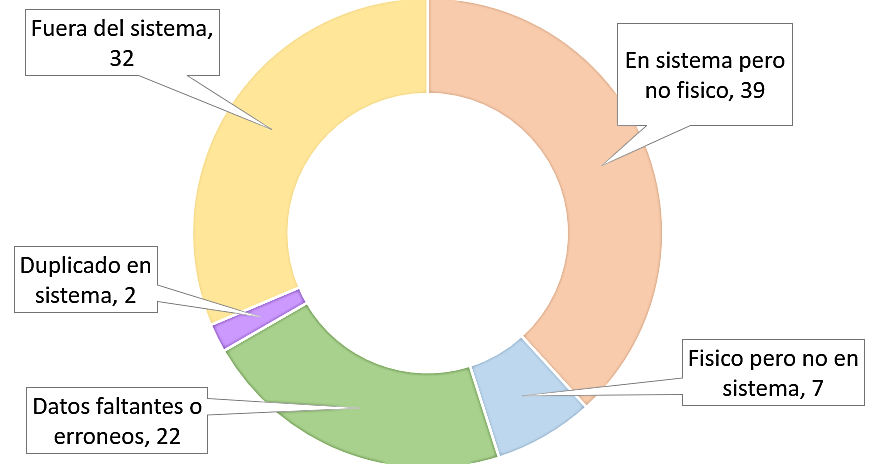 Fuera del sistema,
32
En sistema pero
no fisico, 39
Duplicado en
sistema, 2
Fisico pero no en
sistema, 7
Datos faltantes o
erroneos, 22